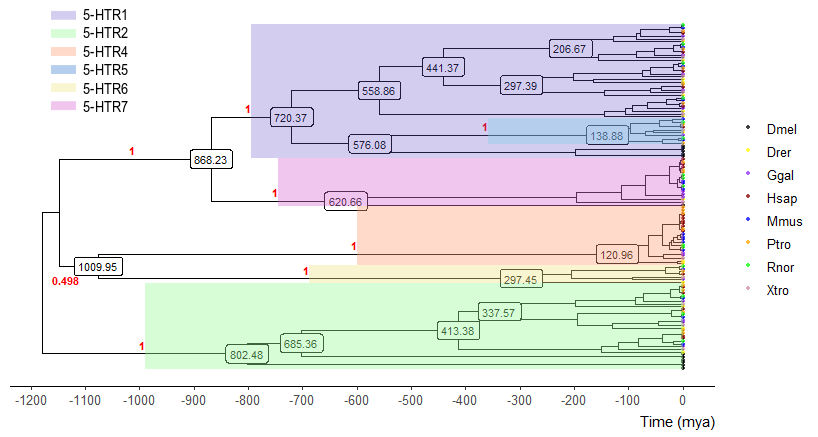 5-HTR1
5-HTR2
5-HTR4
5-HTR5
5-HTR6
5-HTR7
206.67
441.37
297.39
558.86
1
720.37
1
138.88
576.08
1
868.23
1
620.66
1
120.96
1009.95
1
297.45
0.498
337.57
413.38
685.36
1
802.48
Dmel
Drer
Ggal
Hsap
Mmus
Ptro
Rnor
Xtro
-1200 -1100 -1000 -900 -800 -700 -600 -500 -400 -300 -200 -100 0
Time (mya)